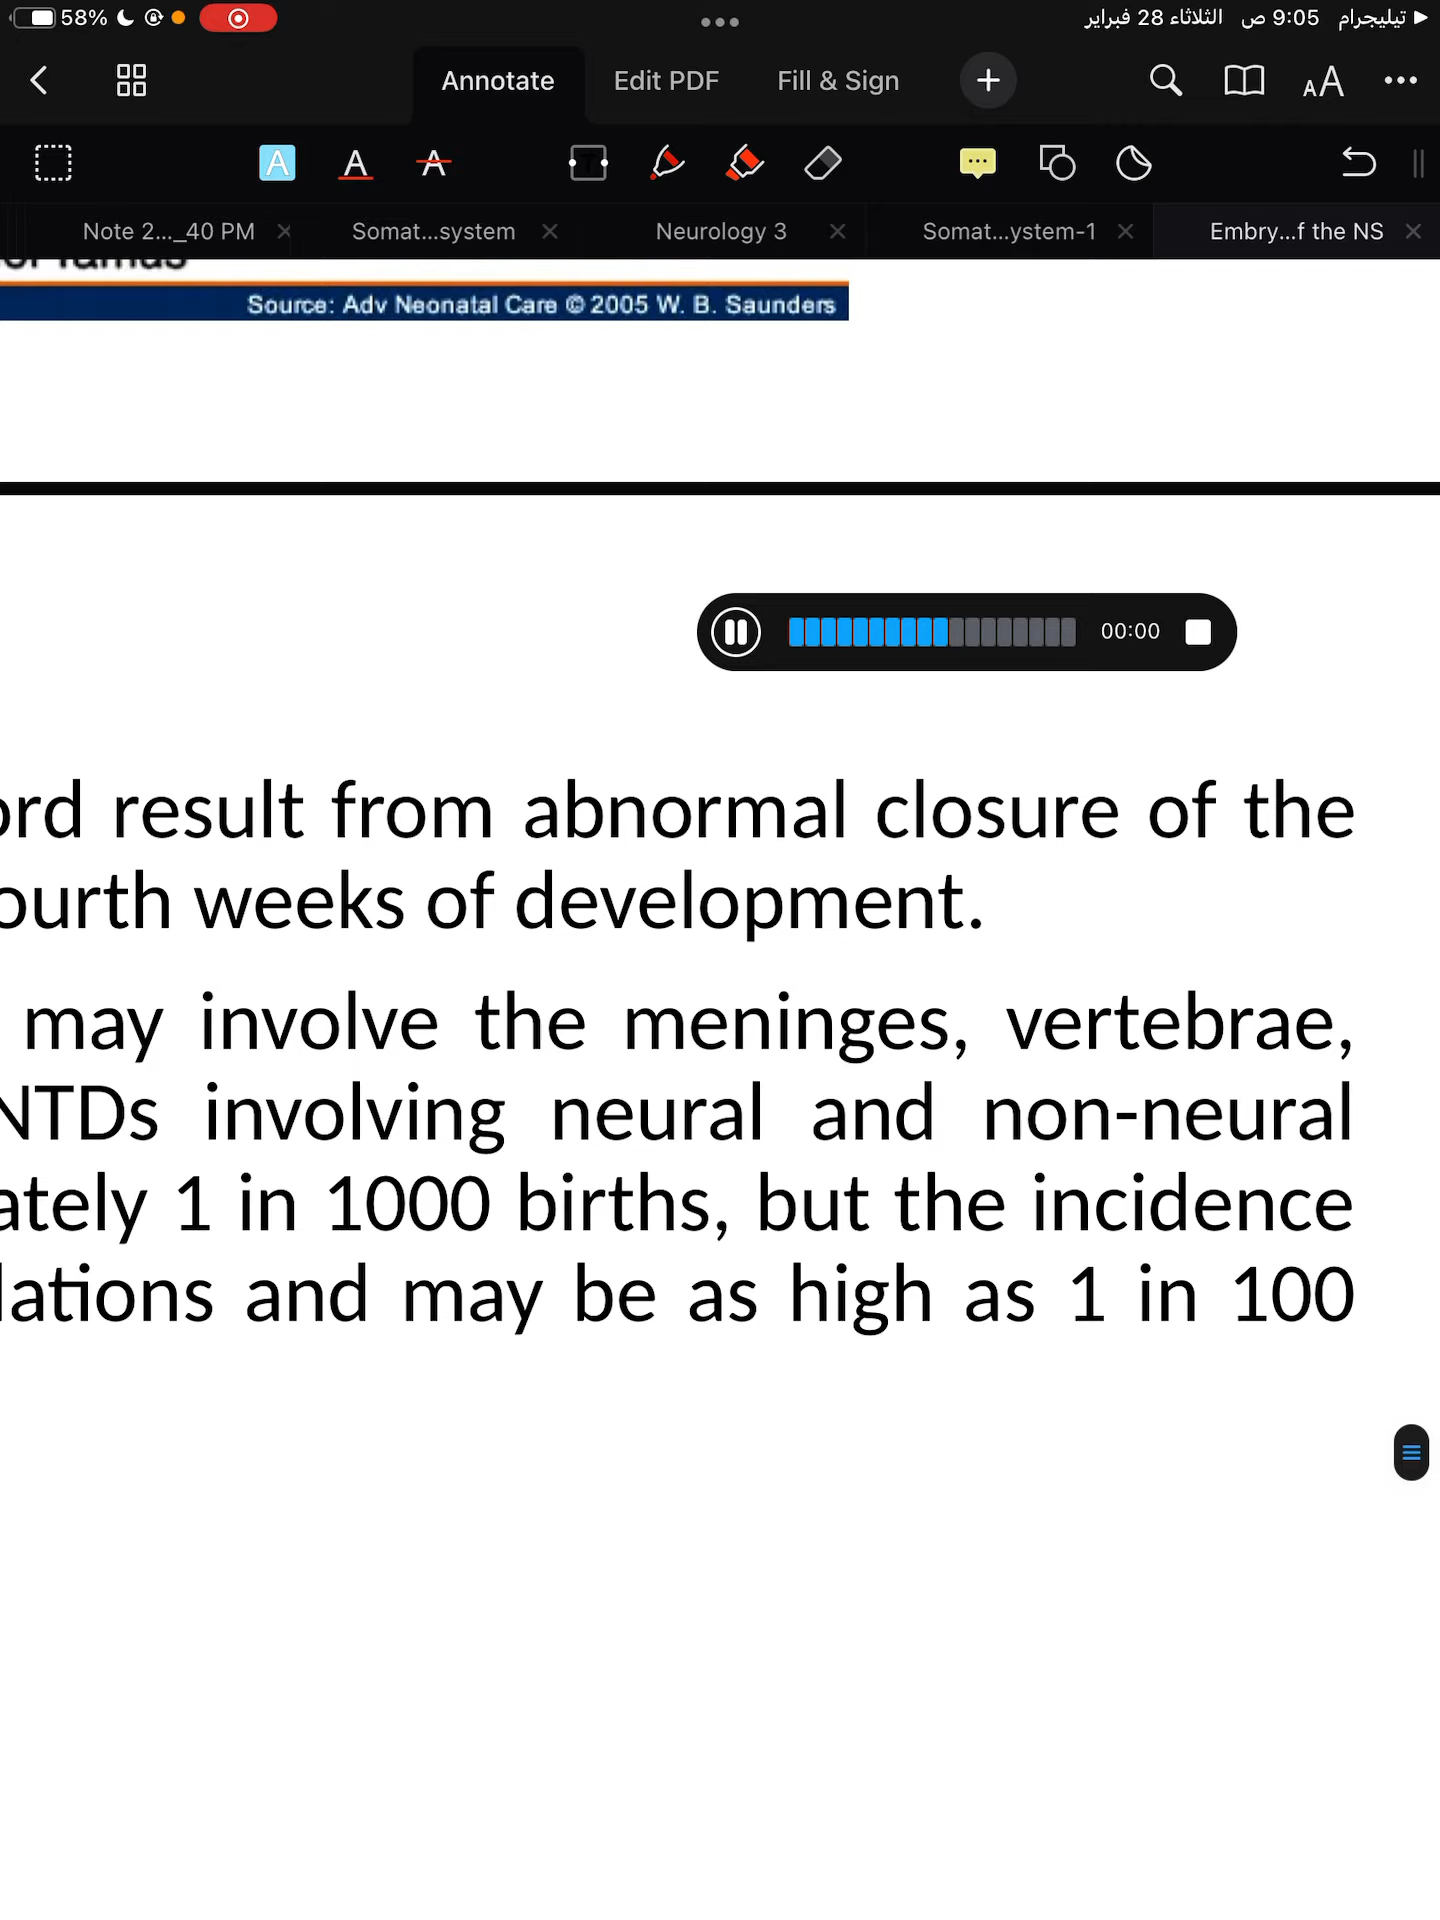 58%
9:05 ص الثلاثاء 28 فبراير
تيليجرام
Annotate
Edit PDF
Fill & Sign
AA
Note 2..._40 PM
Somat...system
Neurology 3
Somat...ystem-1
Embry...f the NS
Source: Adv Neonatal Care © 2005 W. B. Saunders
00:00
ord result from abnormal closure of the
ourth weeks of development.
may involve the meninges, vertebrae,
NTDs involving neural and non-neural
ately 1 in 1000 births, but the incidence
lations and may be as high as 1 in 100